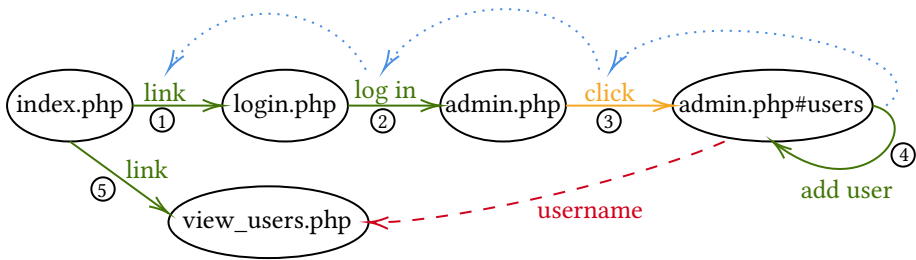 link
log in
click
index.php
login.php
admin.php
admin.php#users
1
2
3
4
5
link
add user
username
view_users.php